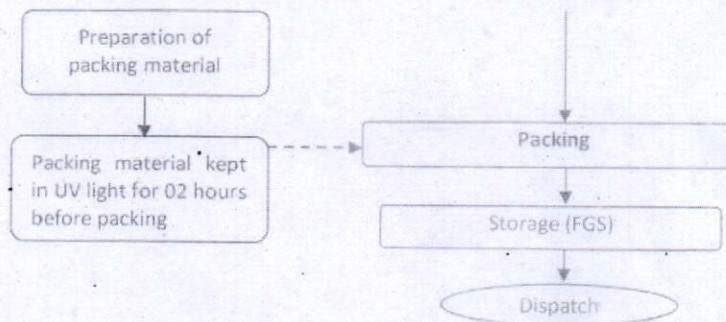 Preparation of
packing material
Packing material kept
in UV light for 02 hours
before packing
Packing
Storage (FGS)
Dispatch